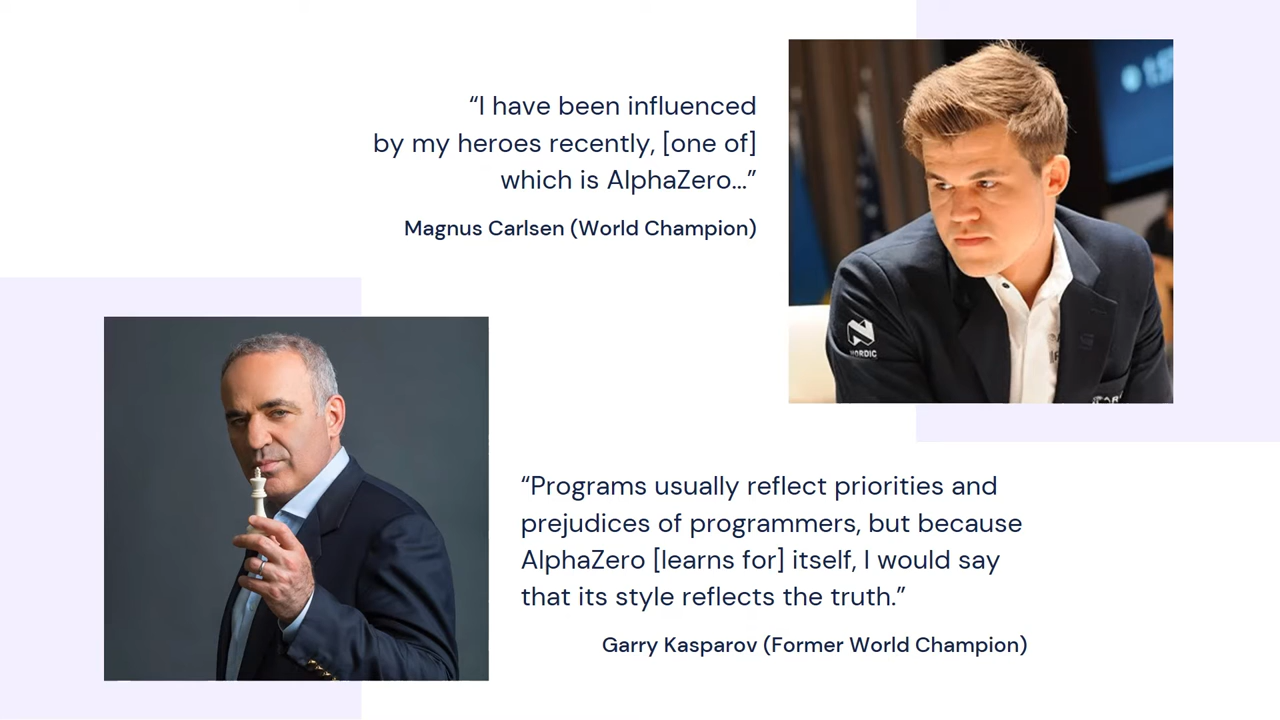 “I have been influenced
by my heroes recently, [one of]
which is AlphaZero...”
Magnus Carlsen (World Champion)
NORDIC
“Programs usually reflect priorities and
prejudices of programmers, but because
AlphaZero [learns for] itself, I would say
that its style reflects the truth.”
Garry Kasparov (Former World Champion)